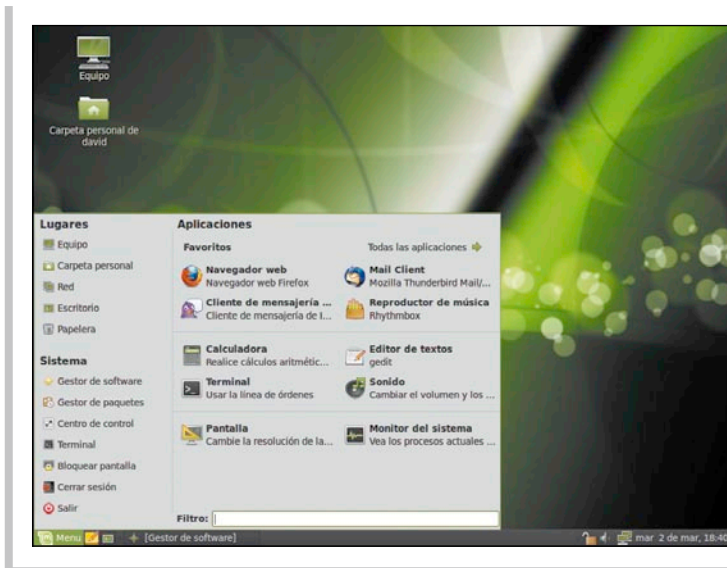 Equipo
Carpeta personal de
david
Lugares
Equipo
Carpeta personal
Red
Escritorio
Papelera
Sistema
Gestor de software
Gestor de paquetes
Centro de control
Terminal
Bloquear pantalla
Cerrar sesión
Salir
Aplicaciones
Favoritos
Todas las aplicaciones
Navegador web
Navegador web Firefox
Mail Client
Mozilla Thunderbird Mail/...
Cliente de mensajería ...
Cliente de mensajería de I...
Reproductor de música
Rhythmbox
Calculadora
Realice cálculos aritmétic...
Editor de textos
gedit
Terminal
Usar la línea de órdenes
Sonido
Cambiar el volumen y los ...
Pantalla
Cambie la resolución de la...
Monitor del sistema
Vea los procesos actuales ...
Filtro:
Menu
[Gestor de software]
mar 2 de mar, 18:40